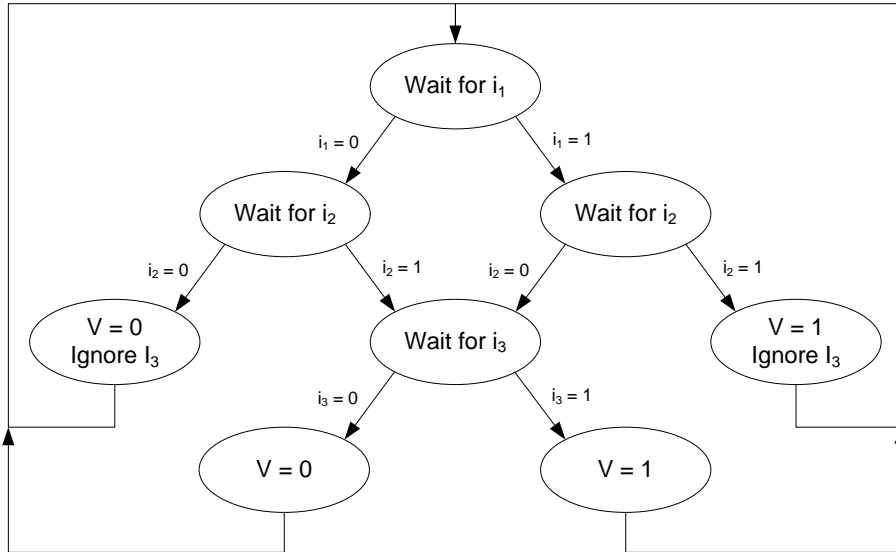 Wait for i₁
i₁ = 0
i₁ = 1
Wait for i₂
Wait for i₂
i₂ = 0
i₂ = 1
i₂ = 0
i₂ = 1
V = 0
Ignore I₃
Wait for i₃
V = 1
Ignore I₃
i₃ = 0
i₃ = 1
V = 0
V = 1